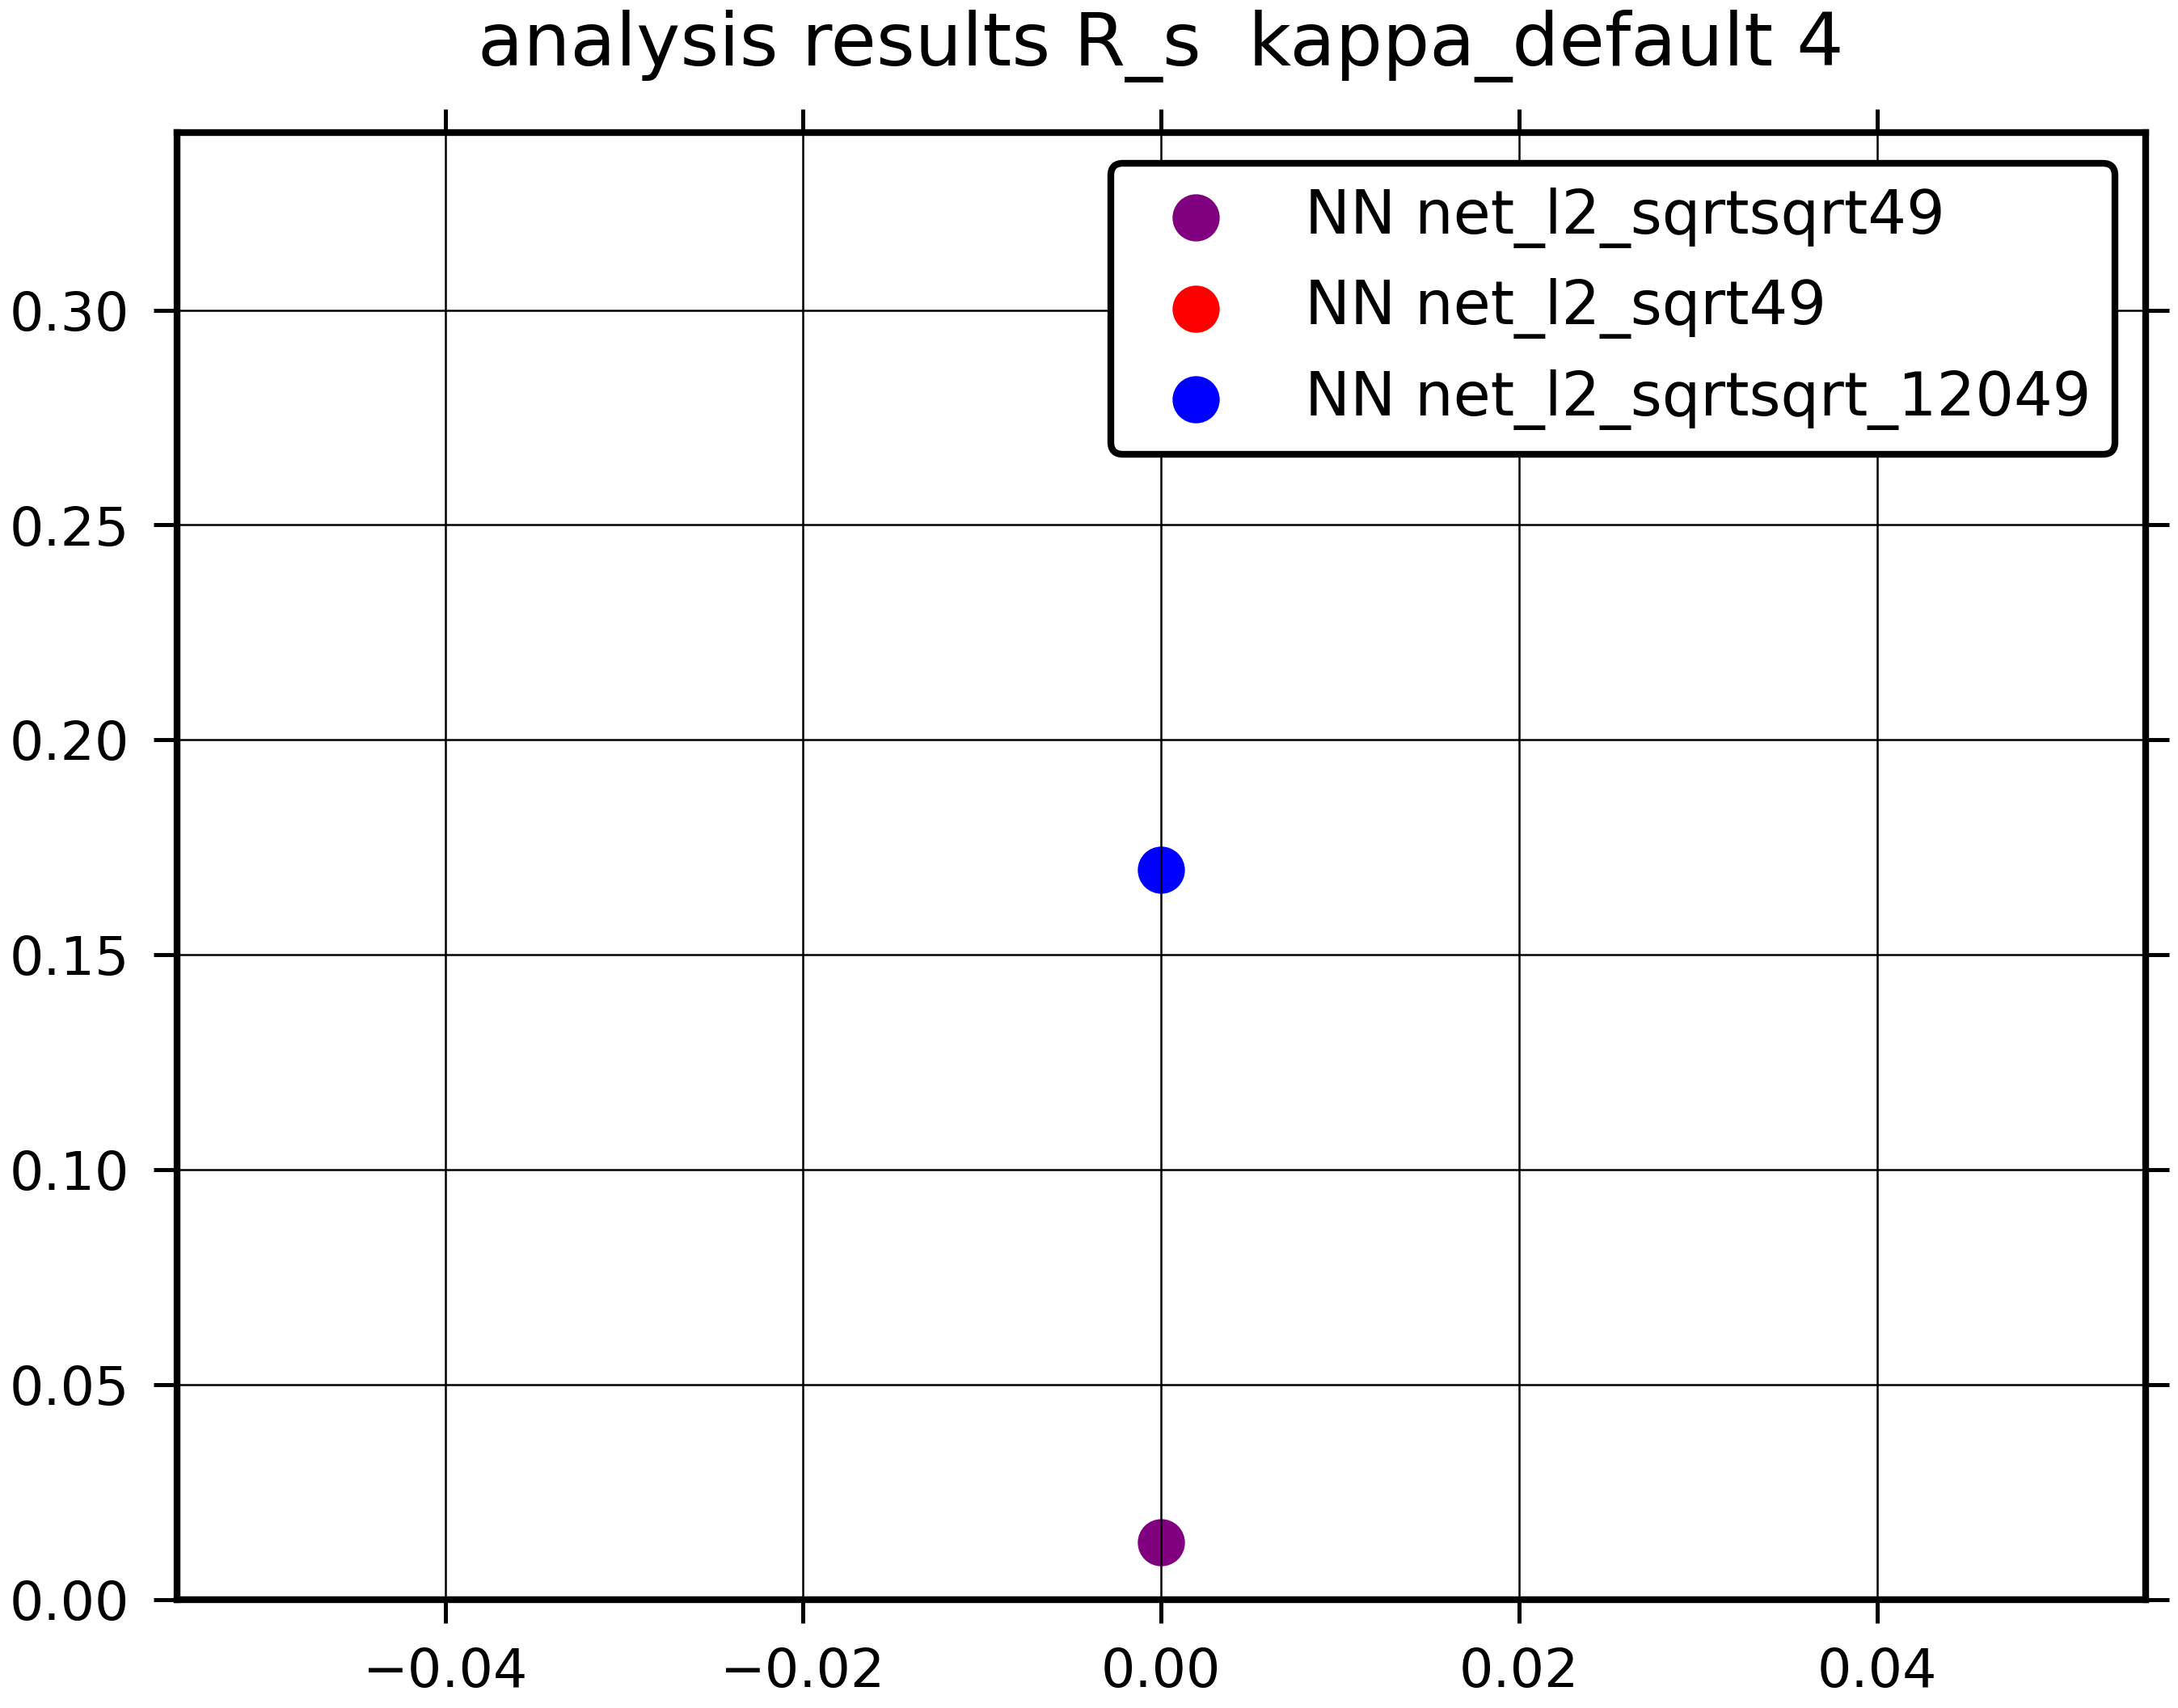 analysis results R_s  kappa_default 4
NN net_l2_sqrtsqrt49
NN net_l2_sqrt49
NN net_l2_sqrtsqrt_12049
0.30
0.25
0.20
0.15
0.10
0.05
0.00
−0.04 −0.02 0.00 0.02 0.04